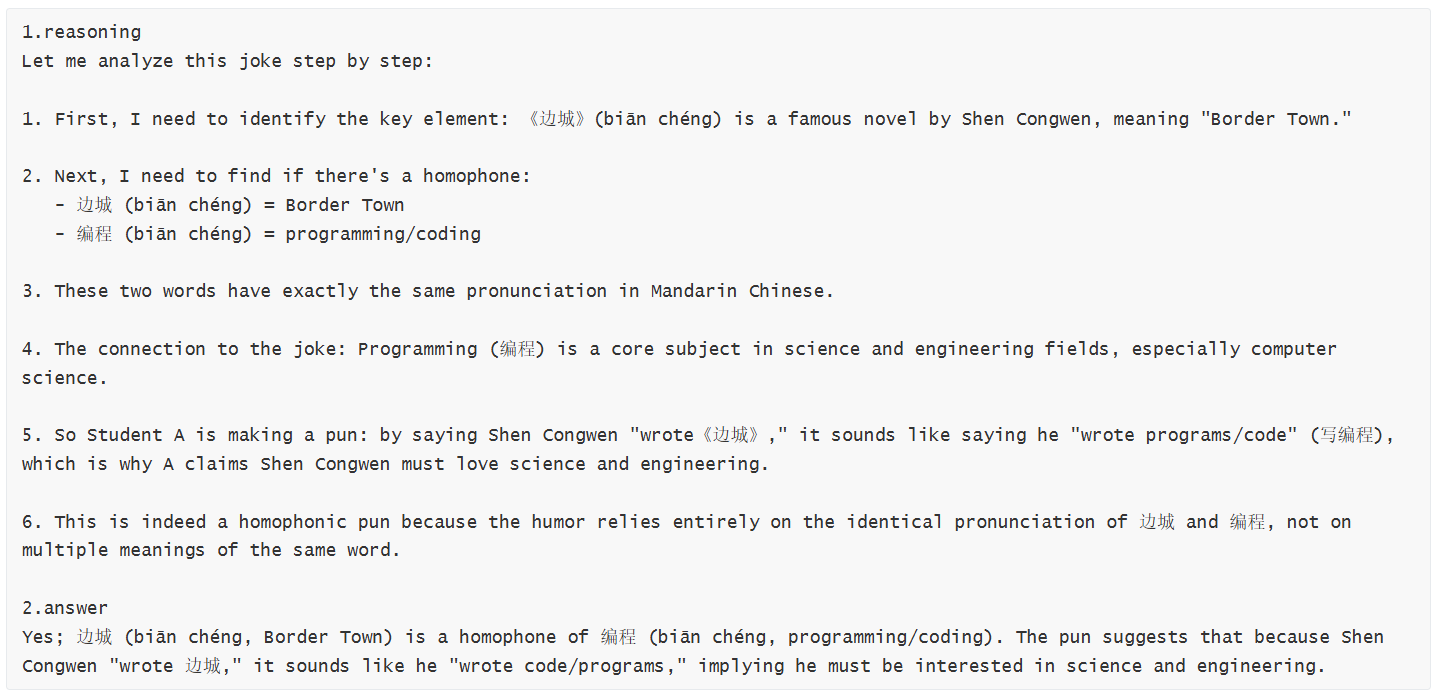 1.reasoning
Let me analyze this joke step by step:
1. First, I need to identify the key element: 《边城》(biān chéng) is a famous novel by Shen Congwen, meaning "Border Town."
2. Next, I need to find if there's a homophone:
- 边城 (biān chéng) = Border Town
- 编程 (biān chéng) = programming/coding
3. These two words have exactly the same pronunciation in Mandarin Chinese.
4. The connection to the joke: Programming (编程) is a core subject in science and engineering fields, especially computer
science.
5. So Student A is making a pun: by saying Shen Congwen "wrote《边城》," it sounds like saying he "wrote programs/code" (写编程),
which is why A claims Shen Congwen must love science and engineering.
6. This is indeed a homophonic pun because the humor relies entirely on the identical pronunciation of 边城 and 编程, not on
multiple meanings of the same word.
2.answer
Yes; 边城 (biān chéng, Border Town) is a homophone of 编程 (biān chéng, programming/coding). The pun suggests that because Shen
Congwen "wrote 边城," it sounds like he "wrote code/programs," implying he must be interested in science and engineering.